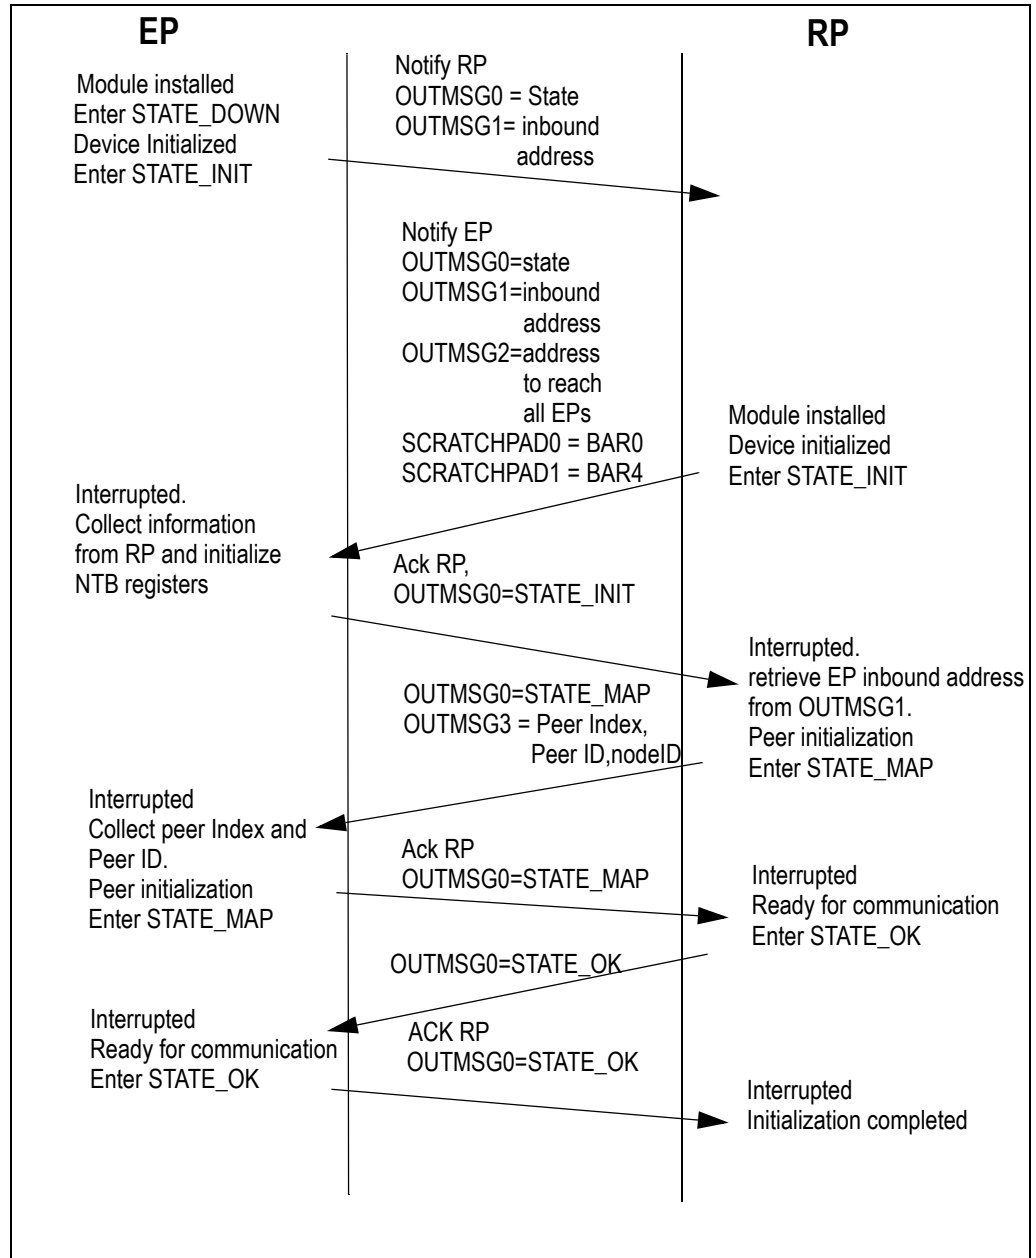 EP
RP
Module installed
Enter STATE_DOWN
Device Initialized
Enter STATE_INIT
Notify RP
OUTMSG0 = State
OUTMSG1= inbound
address
Notify EP
OUTMSG0=state
OUTMSG1=inbound
address
OUTMSG2=address
to reach
all EPs
SCRATCHPAD0 = BAR0
SCRATCHPAD1 = BAR4
Module installed
Device initialized
Enter STATE_INIT
Interrupted.
Collect information
from RP and initialize
NTB registers
Ack RP,
OUTMSG0=STATE_INIT
Interrupted.
retrieve EP inbound address
from OUTMSG1.
Peer initialization
Enter STATE_MAP
OUTMSG0=STATE_MAP
OUTMSG3 = Peer Index,
Peer ID,nodeID
Interrupted
Collect peer Index and
Peer ID.
Peer initialization
Enter STATE_MAP
Ack RP
OUTMSG0=STATE_MAP
Interrupted
Ready for communication
Enter STATE_OK
OUTMSG0=STATE_OK
Interrupted
Ready for communication
Enter STATE_OK
ACK RP
OUTMSG0=STATE_OK
Interrupted
Initialization completed